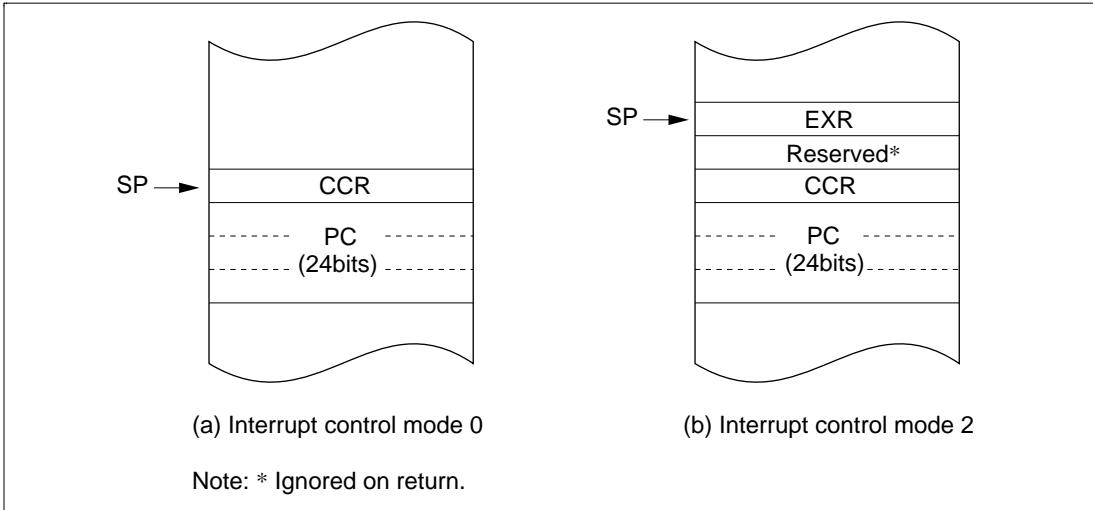 SP
CCR
PC
(24bits)
(a) Interrupt control mode 0
SP
EXR
Reserved*
CCR
PC
(24bits)
(b) Interrupt control mode 2
Note: * Ignored on return.